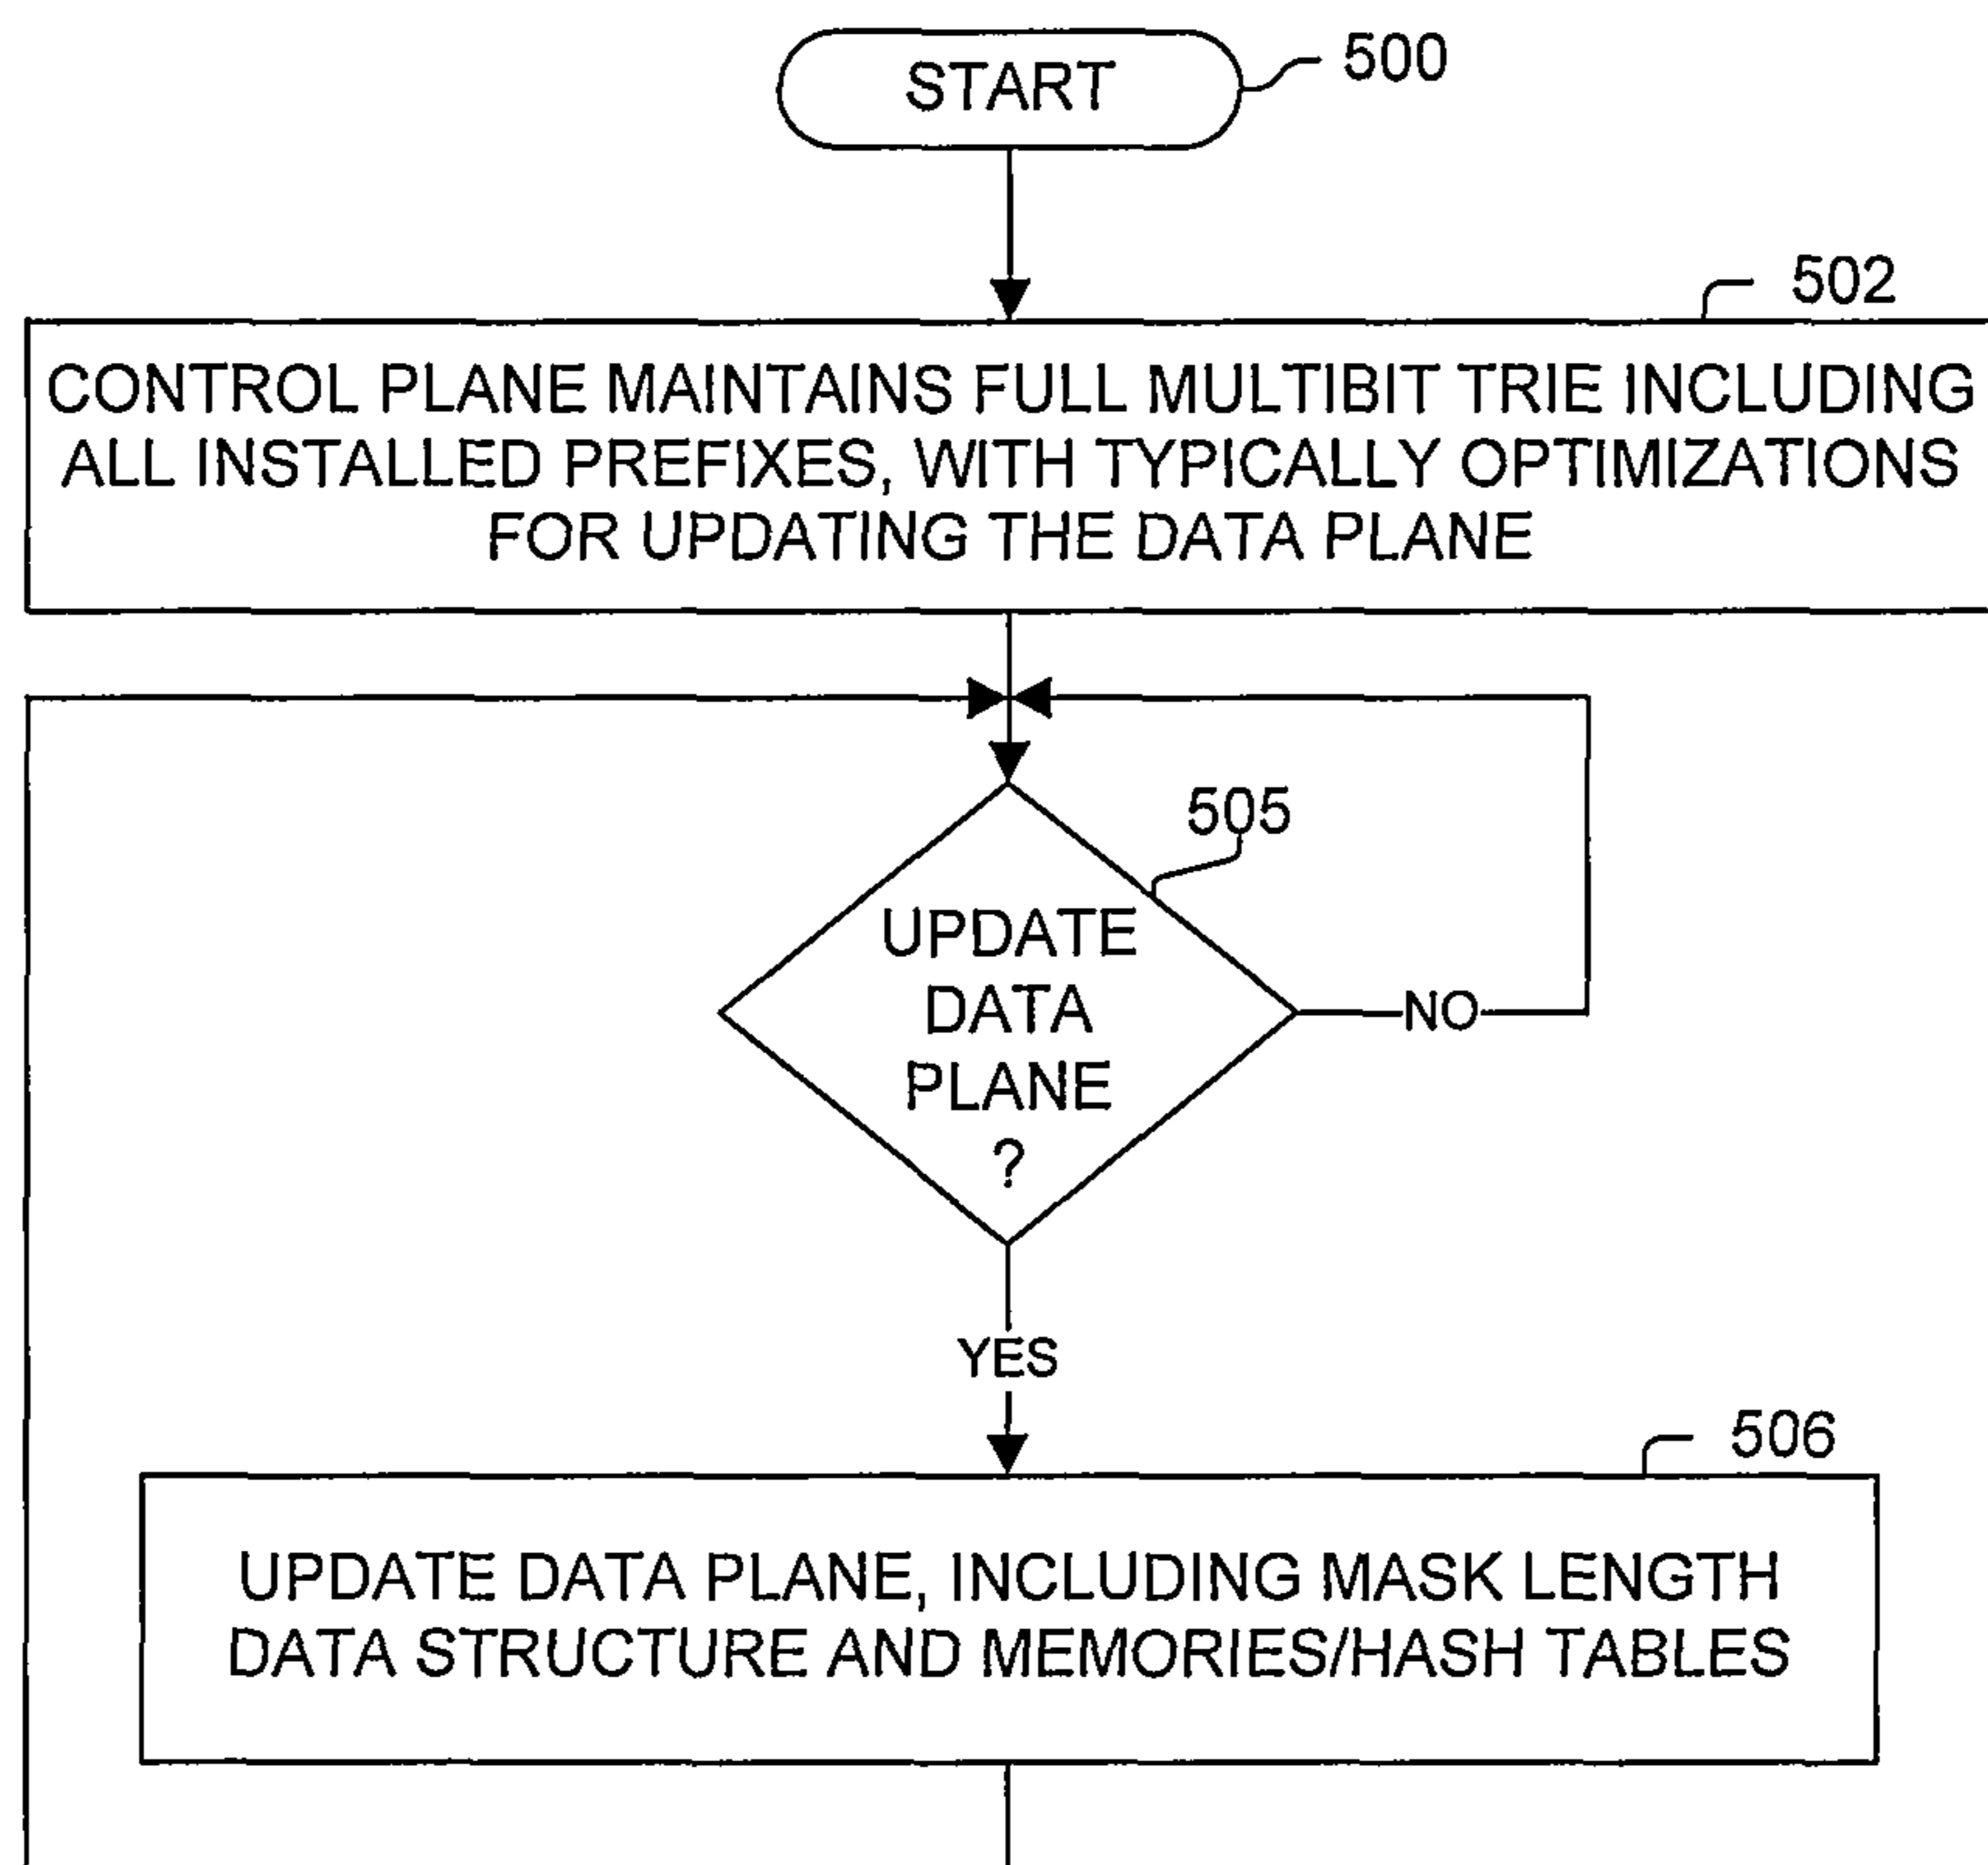 START
500
502
CONTROL PLANE MAINTAINS FULL MULTIBIT TRIE INCLUDING
ALL INSTALLED PREFIXES, WITH TYPICALLY OPTIMIZATIONS
FOR UPDATING THE DATA PLANE
505
UPDATE
DATA
PLANE
?
NO
YES
506
UPDATE DATA PLANE, INCLUDING MASK LENGTH
DATA STRUCTURE AND MEMORIES/HASH TABLES